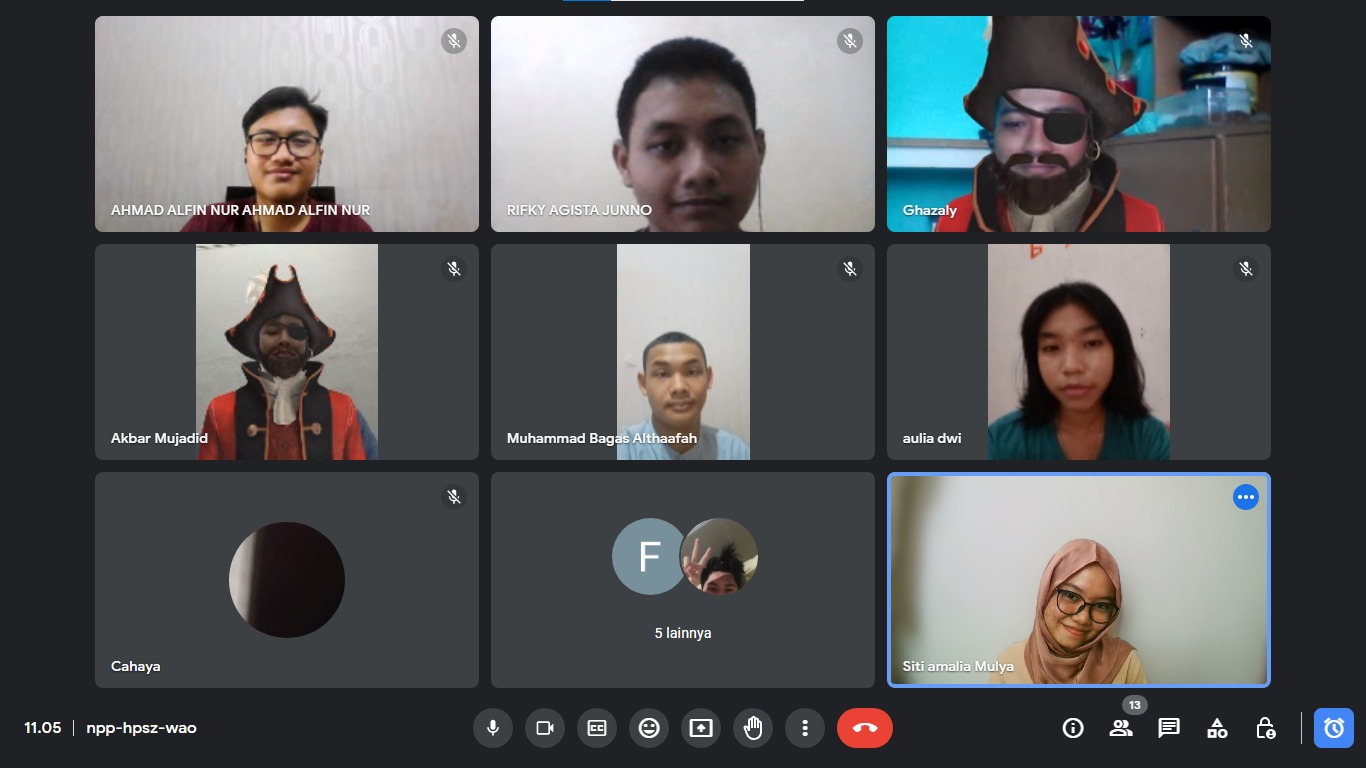 AHMAD ALFIN NUR AHMAD ALFIN NUR
RIFKY AGISTA JUNNO
Ghazaly
Akbar Mujadid
Muhammad Bagas Althaafah
aulia dwi
Cahaya
F
5 lainnya
Siti amalia Mulya
13
11.05 | npp-hpsz-wao
CC